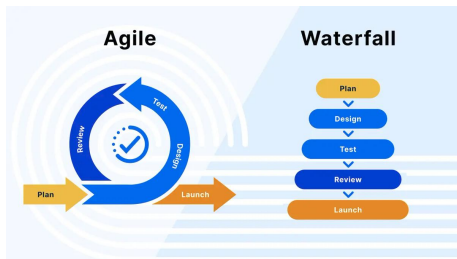 Agile
Waterfall
Plan
Design
Test
Review
Launch
Plan
Design
Test
Review
Launch